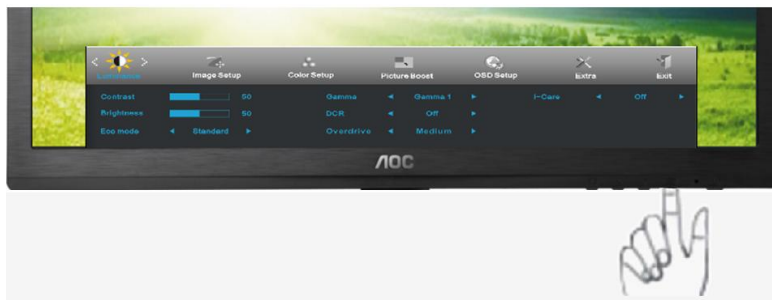 Luminance Image Setup Color Setup Picture Boost OSD Setup Extra Exit
Contrast 50 Gamma Gamma 1 i-Care Off
Brightness 50 DCR Off
Eco mode Standard Overdrive Medium
AOC